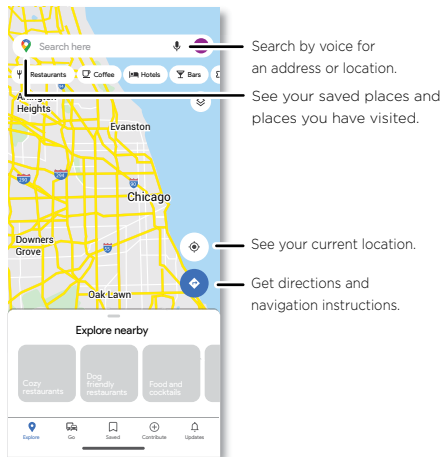 Search here
Restaurants
Coffee
Hotels
Bars
Heights
Evanston
294
90
Chicago
Downers
Grove
Oak Lawn
Explore nearby
Cozy
restaurants
Dog
friendly
restaurants
Food and
cocktails
Explore
Go
Saved
Contribute
Updates
Search by voice for
an address or location.
See your saved places and
places you have visited.
See your current location.
Get directions and
navigation instructions.